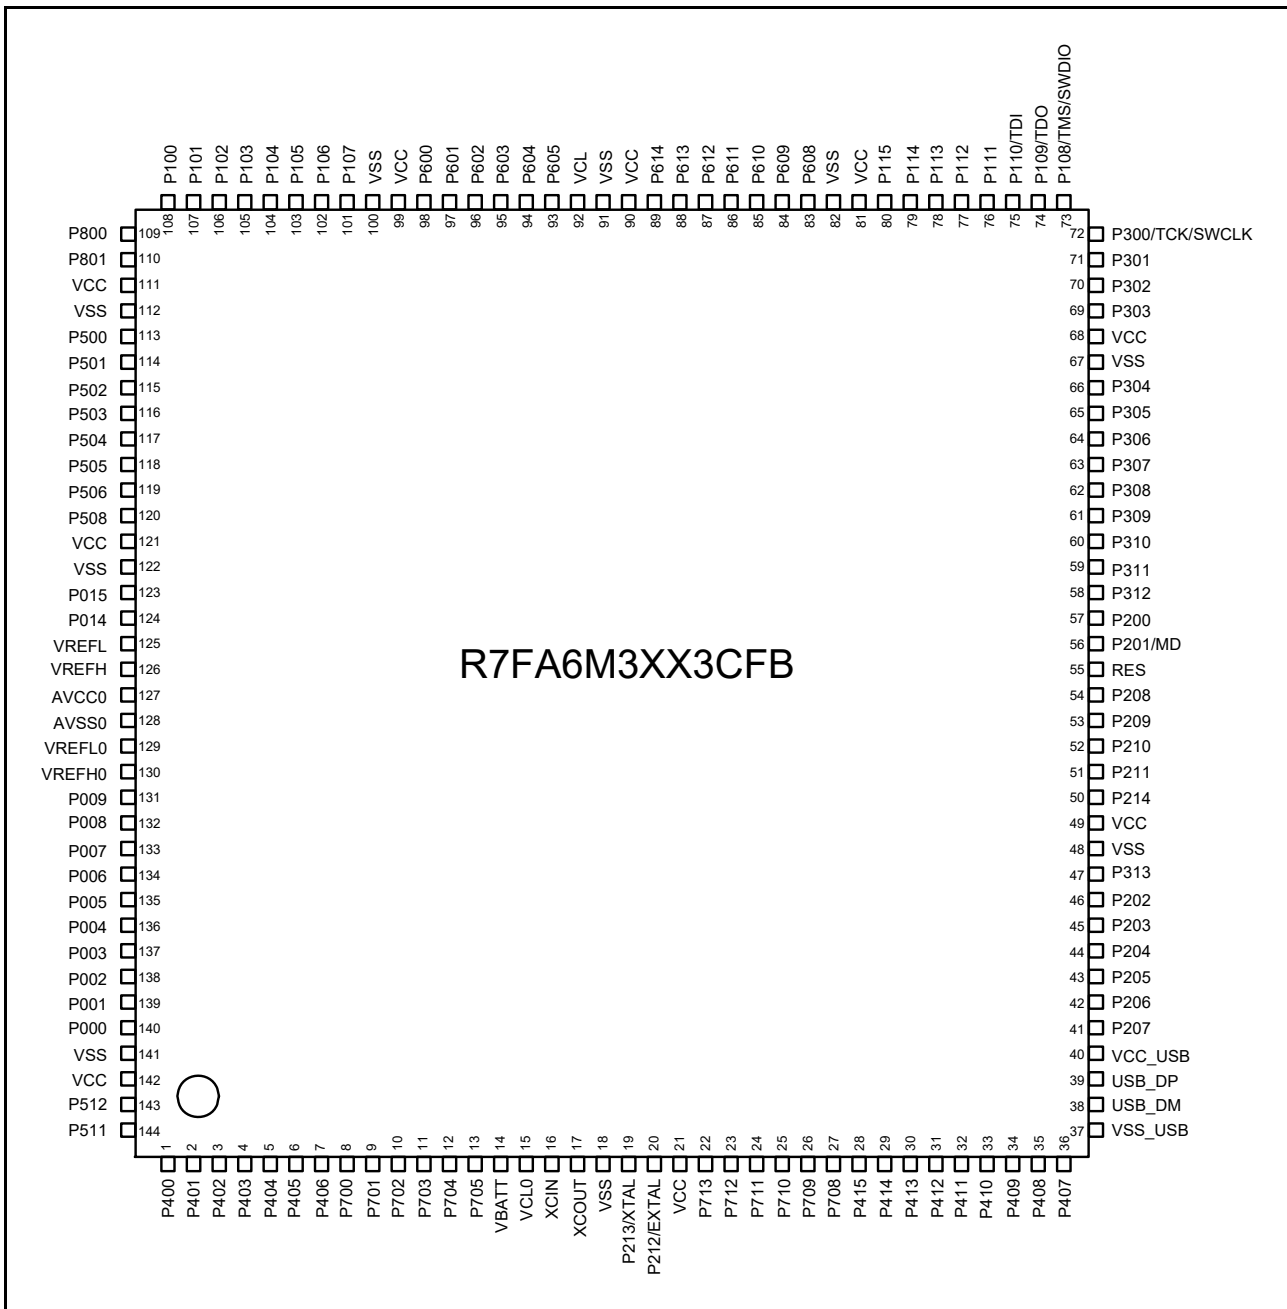 P100
P101
P102
P103
P104
P105
P106
P107
VSS
VCC
P600
P601
P602
P603
P604
P605
VCL
VSS
VCC
P614
P613
P612
P611
P610
P609
P608
VSS
VCC
P115
P114
P113
P112
P111
P110/TDI
P109/TDO
P108/TMS/SWDIO
108
107
106
105
104
103
102
101
100
99
98
97
96
95
94
93
92
91
90
89
88
87
86
85
84
83
82
81
80
79
78
77
76
75
74
73
P800 109
P801 110
VCC 111
VSS 112
P500 113
P501 114
P502 115
P503 116
P504 117
P505 118
P506 119
P508 120
VCC 121
VSS 122
P015 123
P014 124
VREFL 125
VREFH 126
AVCC0 127
AVSS0 128
VREFL0 129
VREFH0 130
P009 131
P008 132
P007 133
P006 134
P005 135
P004 136
P003 137
P002 138
P001 139
P000 140
VSS 141
VCC 142
P512 143
P511 144
R7FA6M3XX3CFB
72 P300/TCK/SWCLK
71 P301
70 P302
69 P303
68 VCC
67 VSS
66 P304
65 P305
64 P306
63 P307
62 P308
61 P309
60 P310
59 P311
58 P312
57 P200
56 P201/MD
55 RES
54 P208
53 P209
52 P210
51 P211
50 P214
49 VCC
48 VSS
47 P313
46 P202
45 P203
44 P204
43 P205
42 P206
41 P207
40 VCC_USB
39 USB_DP
38 USB_DM
37 VSS_USB
1
2
3
4
5
6
7
8
9
10
11
12
13
14
15
16
17
18
19
20
21
22
23
24
25
26
27
28
29
30
31
32
33
34
35
36
P400
P401
P402
P403
P404
P405
P406
P700
P701
P702
P703
P704
P705
VBATT
VCL0
XCIN
XCOUT
VSS
P213/XTAL
P212/EXTAL
VCC
P713
P712
P711
P710
P709
P708
P415
P414
P413
P412
P411
P410
P409
P408
P407